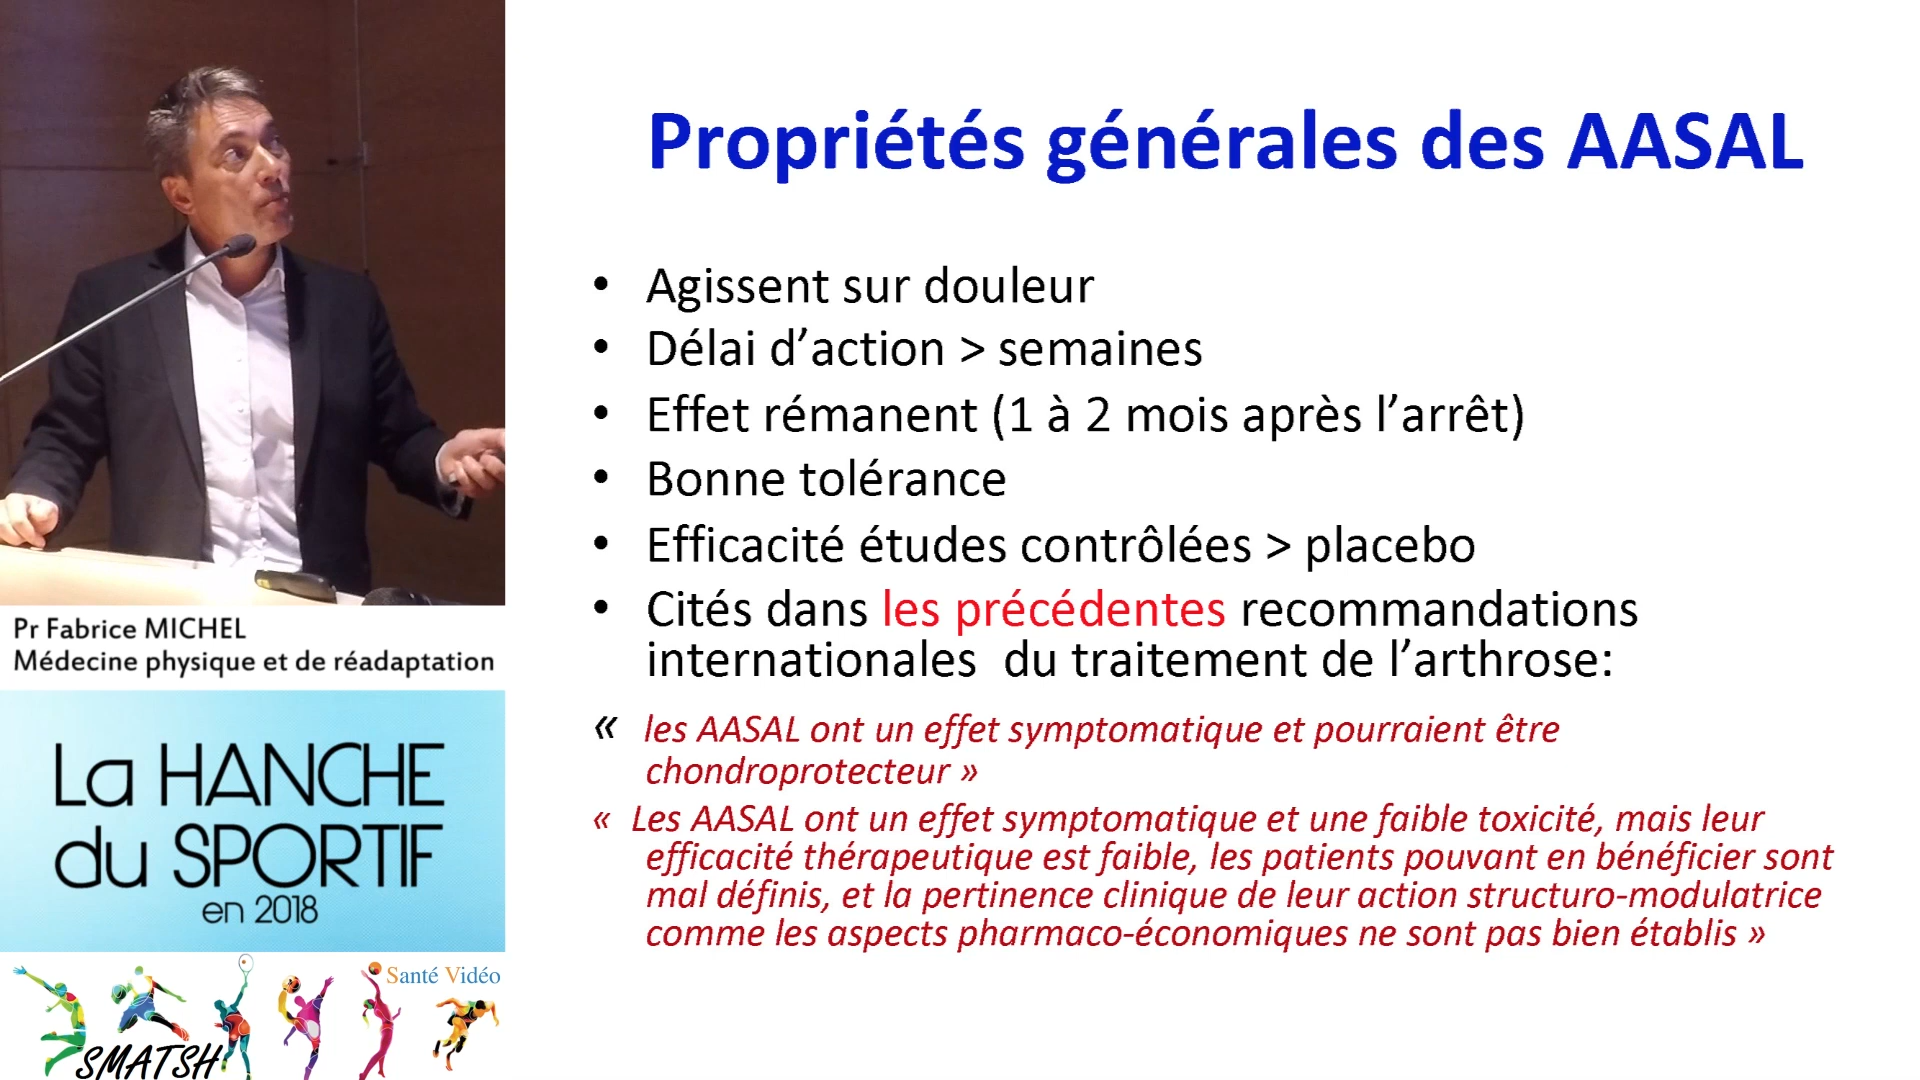 Propriétés générales des AASAL
• Agissent sur douleur
• Délai d’action > semaines
• Effet rémanent (1 à 2 mois après l’arrêt)
• Bonne tolérance
• Efficacité études contrôlées > placebo
• Cités dans les précédentes recommandations
internationales du traitement de l’arthrose:
« les AASAL ont un effet symptomatique et pourraient être
chondroprotecteur »
« Les AASAL ont un effet symptomatique et une faible toxicité, mais leur
efficacité thérapeutique est faible, les patients pouvant en bénéficier sont
mal définis, et la pertinence clinique de leur action structuro-modulatrice
comme les aspects pharmaco-économiques ne sont pas bien établis »
Pr Fabrice MICHEL
Médecine physique et de réadaptation
La HANCHE
du SPORTIF
en 2018
Santé Vidéo
SMATSH